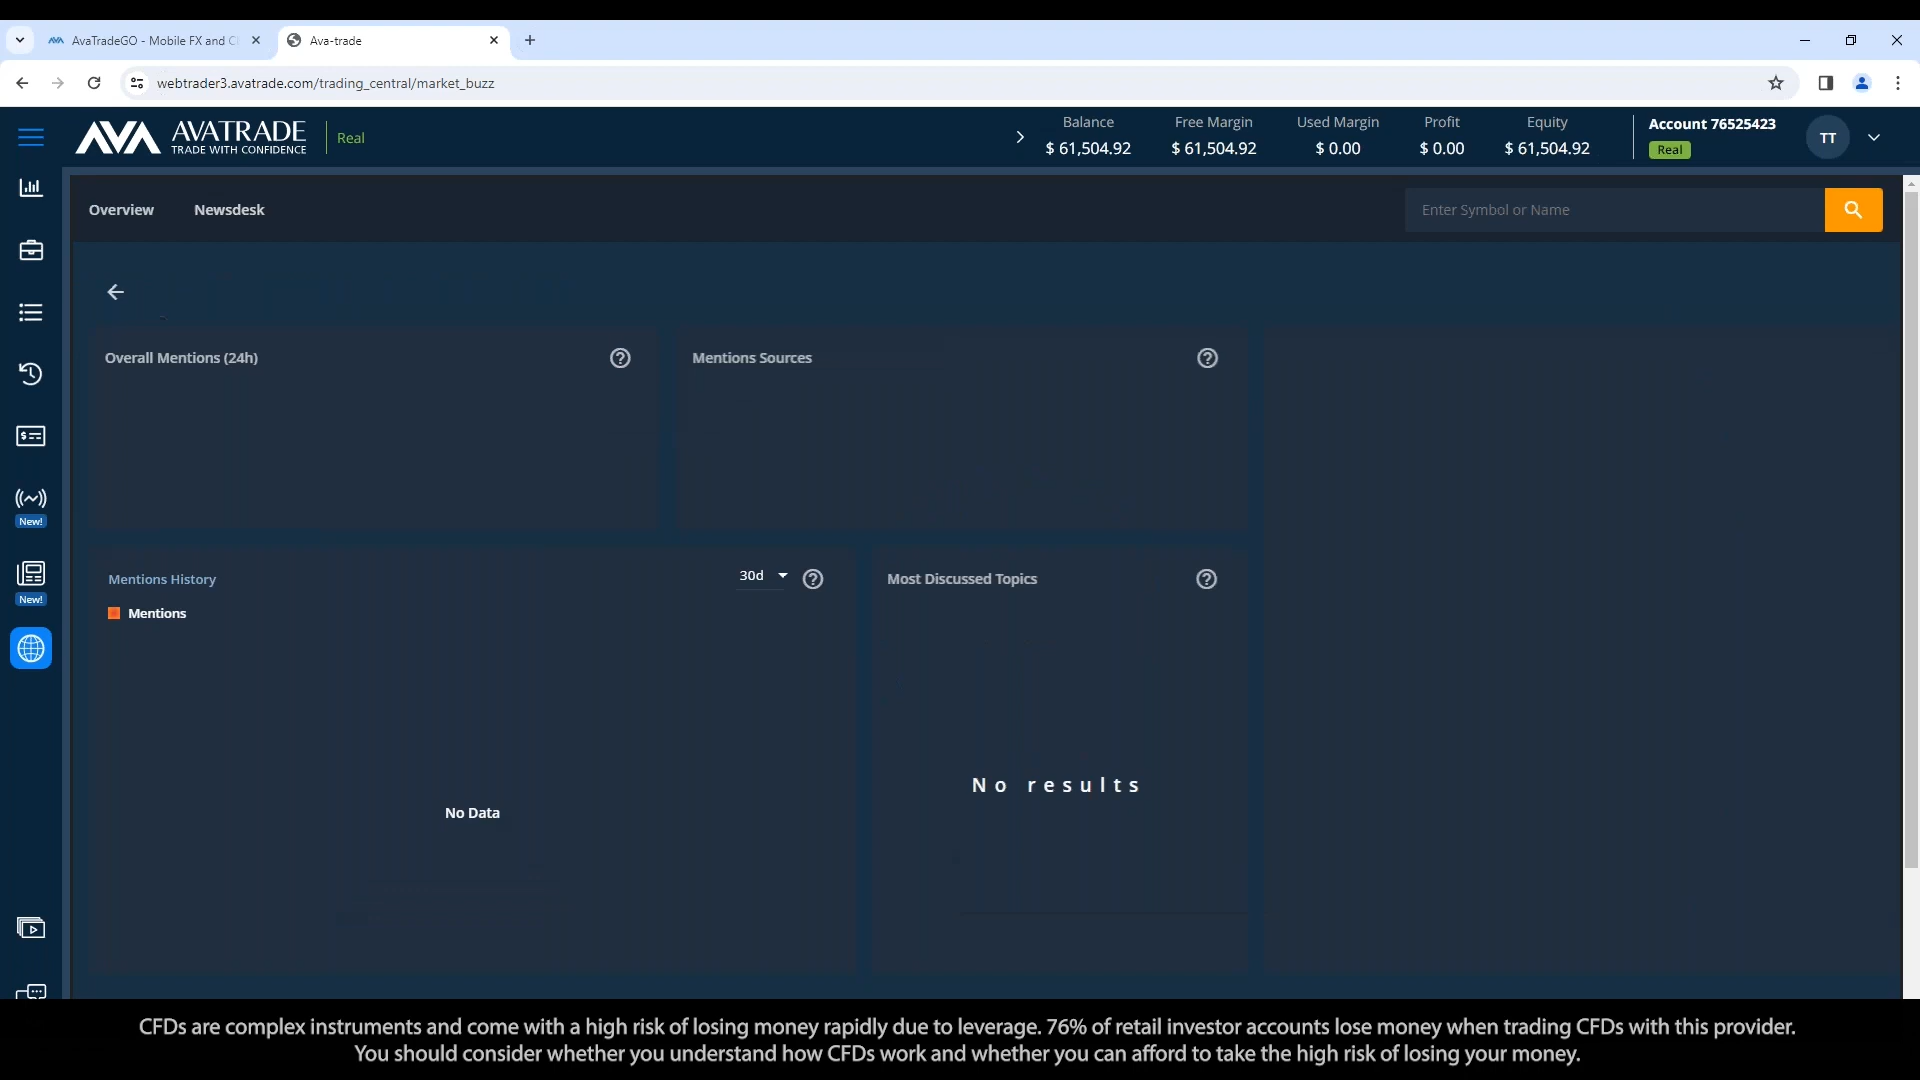 AvaTradeGO - Mobile FX and C
Ava-trade
webtrader3.avatrade.com/trading_central/market_buzz
AVA AVATRADE
TRADE WITH CONFIDENCE
Real
Balance
$ 61,504.92
Free Margin
$ 61,504.92
Used Margin
$ 0.00
Profit
$ 0.00
Equity
$ 61,504.92
Account 76525423
Real
TT
Overview
Newsdesk
Enter Symbol or Name
Overall Mentions (24h)
Mentions Sources
New!
New!
Mentions History
30d
Mentions
No Data
Most Discussed Topics
No results
CFDs are complex instruments and come with a high risk of losing money rapidly due to leverage. 76% of retail investor accounts lose money when trading CFDs with this provider.
You should consider whether you understand how CFDs work and whether you can afford to take the high risk of losing your money.